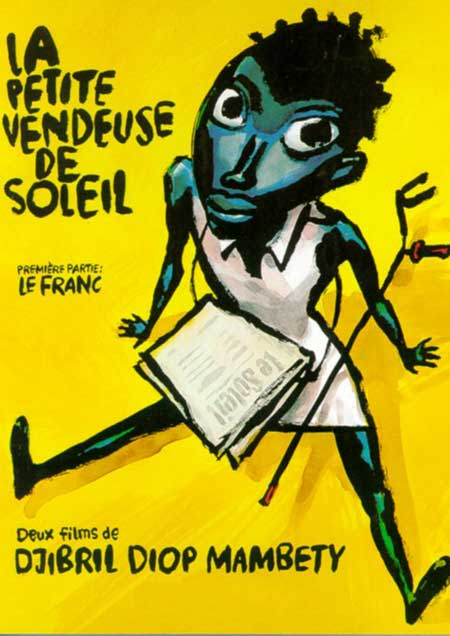 LA
PETITE
VENDEUSE
DE
SOLEIL
PREMIÈRE PARTIE:
LE FRANC
Le Soleil
Deux films de
DJIBRIL DIOP MAMBETY